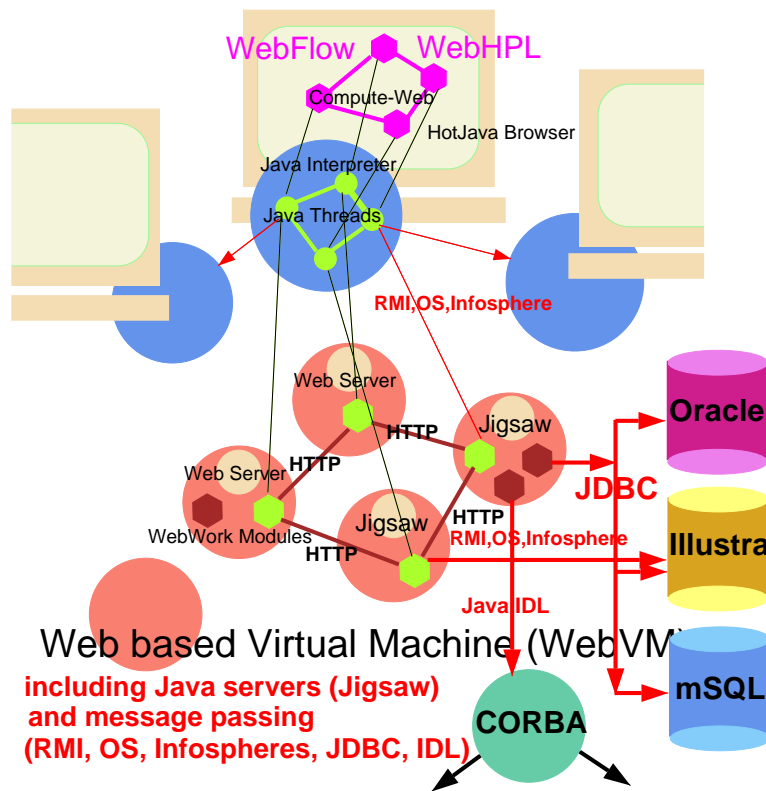 WebFlow
WebHPL
Compute-Web
HotJava Browser
Java Interpreter
Java Threads
RMI,OS,Infosphere
Web Server
Jigsaw
Oracle
HTTP
HTTP
Web Server
HTTP
JDBC
WebWork Modules
Jigsaw
HTTP
HTTP
RMI,OS,Infosphere
Illustra
Java IDL
Web based Virtual Machine (WebVM)
including Java servers (Jigsaw)
and message passing
(RMI, OS, Infospheres, JDBC, IDL)
CORBA
mSQL